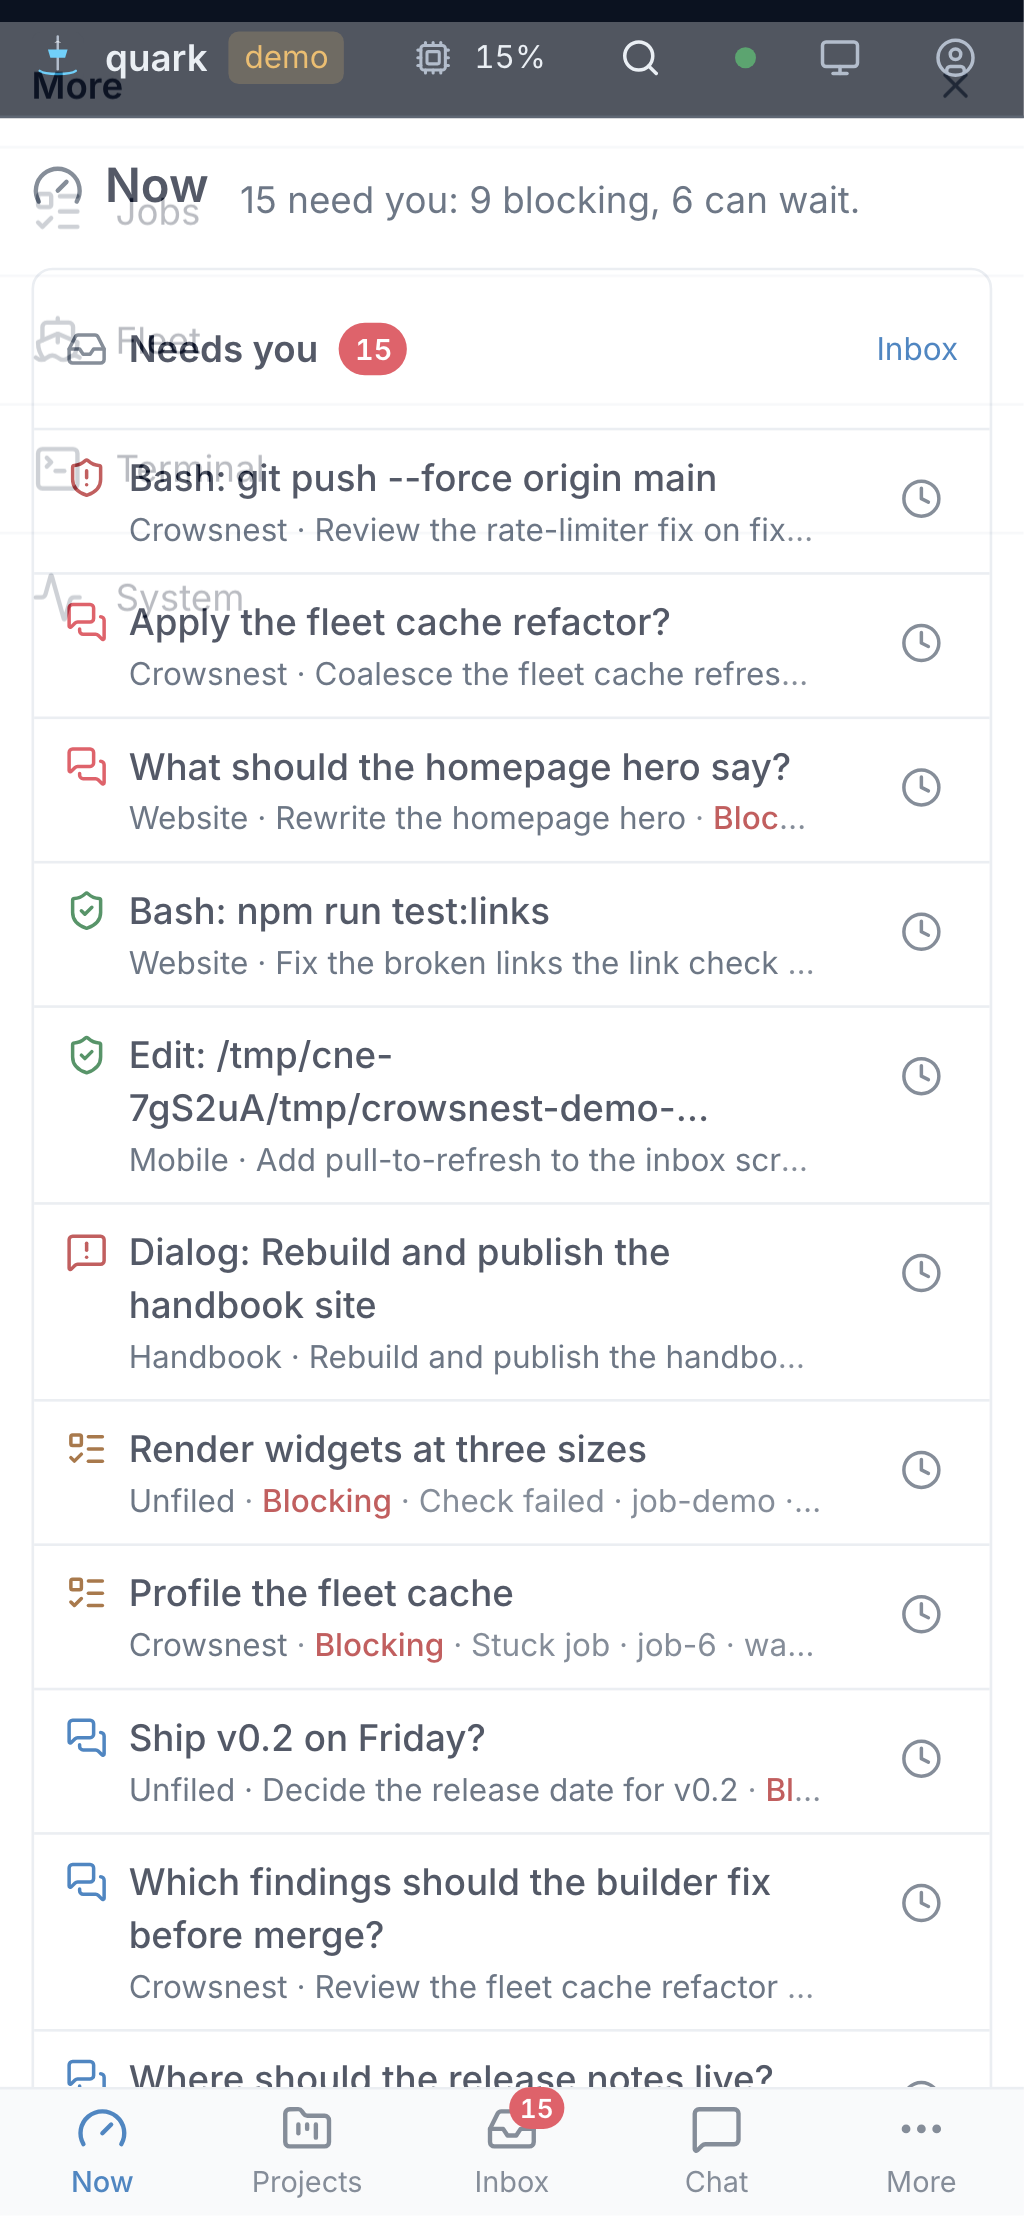 quark demo 15%
More
Now 15 need you: 9 blocking, 6 can wait.
Jobs
Fleet
Needs you 15 Inbox
Terminal
Bash: git push --force origin main
Crowsnest · Review the rate-limiter fix on fix...
System
Apply the fleet cache refactor?
Crowsnest · Coalesce the fleet cache refres...
What should the homepage hero say?
Website · Rewrite the homepage hero · Bloc...
Bash: npm run test:links
Website · Fix the broken links the link check ...
Edit: /tmp/cne-
7gS2uA/tmp/crowsnest-demo-...
Mobile · Add pull-to-refresh to the inbox scr...
Dialog: Rebuild and publish the
handbook site
Handbook · Rebuild and publish the handbo...
Render widgets at three sizes
Unfiled · Blocking · Check failed · job-demo ·...
Profile the fleet cache
Crowsnest · Blocking · Stuck job · job-6 · wa...
Ship v0.2 on Friday?
Unfiled · Decide the release date for v0.2 · Bl...
Which findings should the builder fix
before merge?
Crowsnest · Review the fleet cache refactor ...
Where should the release notes live?
15
Now Projects Inbox Chat More